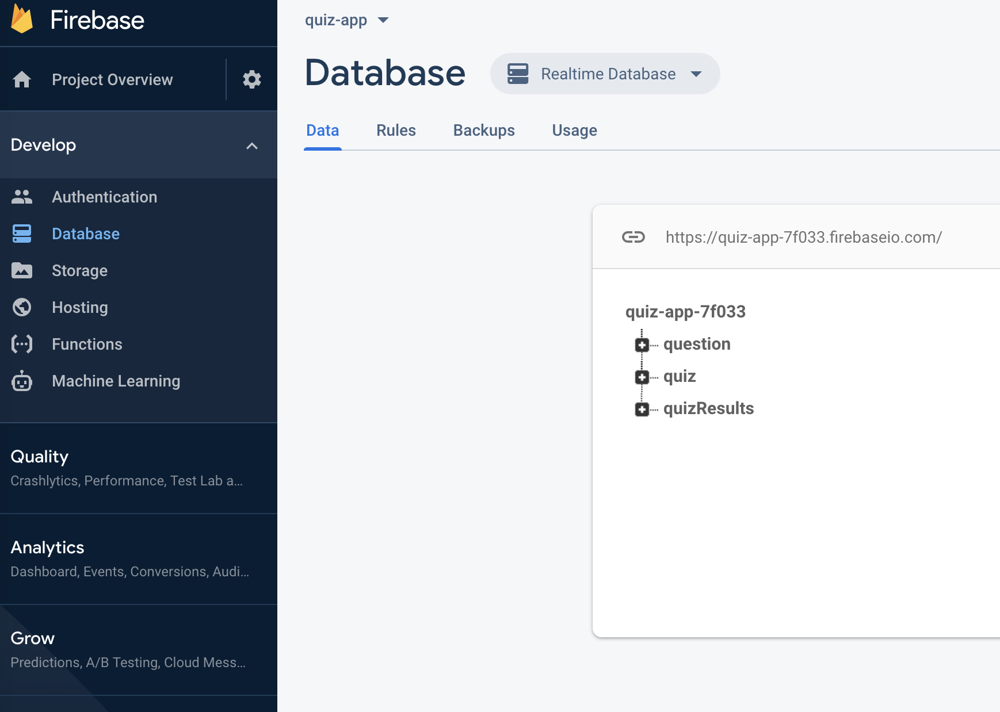 Firebase
Project Overview
Develop
Authentication
Database
Storage
Hosting
Functions
Machine Learning
Quality
Crashlytics, Performance, Test Lab a...
Analytics
Dashboard, Events, Conversions, Audi...
Grow
Predictions, A/B Testing, Cloud Mess...
quiz-app
Database
Realtime Database
Data Rules Backups Usage
https://quiz-app-7f033.firebaseio.com/
quiz-app-7f033
question
quiz
quizResults